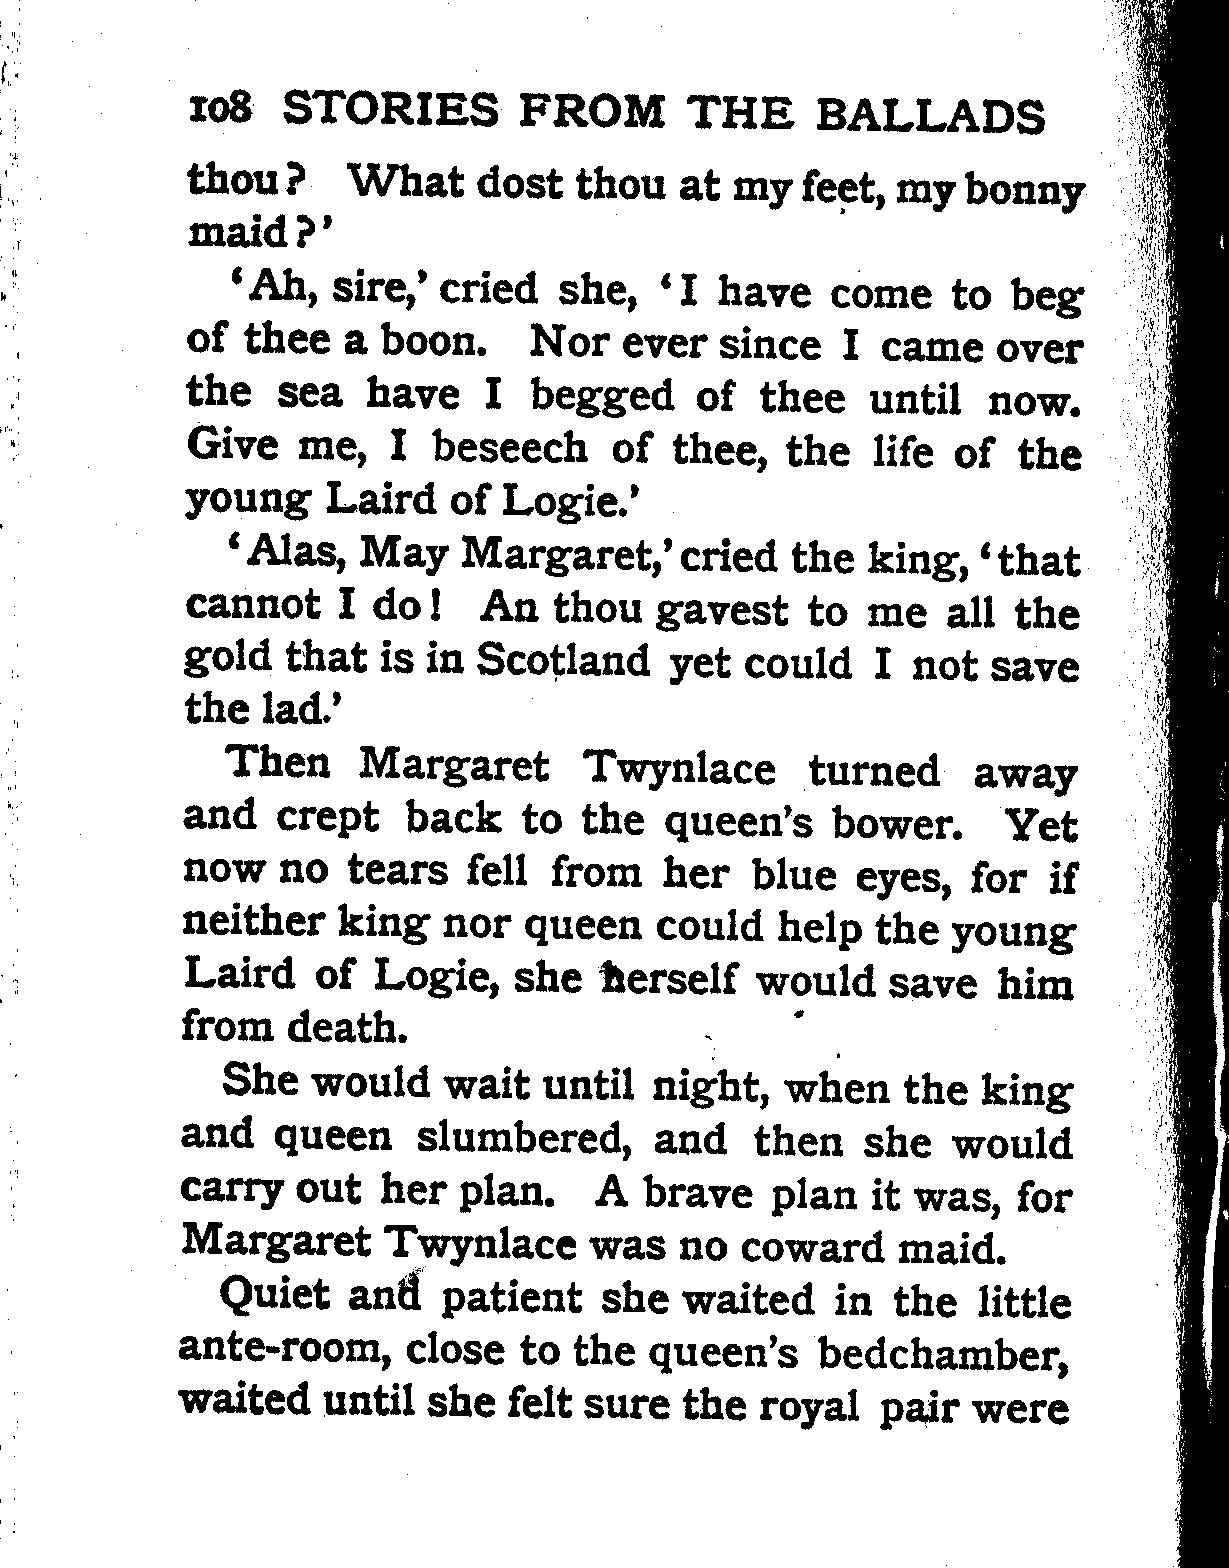 108 STORIES FROM THE BALLADS
thou? What dost thou at my feet, my bonny
maid?’
‘Ah, sire,’ cried she, ‘I have come to beg
of thee a boon. Nor ever since I came over
the sea have I begged of thee until now.
Give me, I beseech of thee, the life of the
young Laird of Logie.’
‘Alas, May Margaret,’ cried the king, ‘that
cannot I do! An thou gavest to me all the
gold that is in Scotland yet could I not save
the lad.’
Then Margaret Twynlace turned away
and crept back to the queen’s bower. Yet
now no tears fell from her blue eyes, for if
neither king nor queen could help the young
Laird of Logie, she herself would save him
from death.
She would wait until night, when the king
and queen slumbered, and then she would
carry out her plan. A brave plan it was, for
Margaret Twynlace was no coward maid.
Quiet and patient she waited in the little
ante-room, close to the queen’s bedchamber,
waited until she felt sure the royal pair were